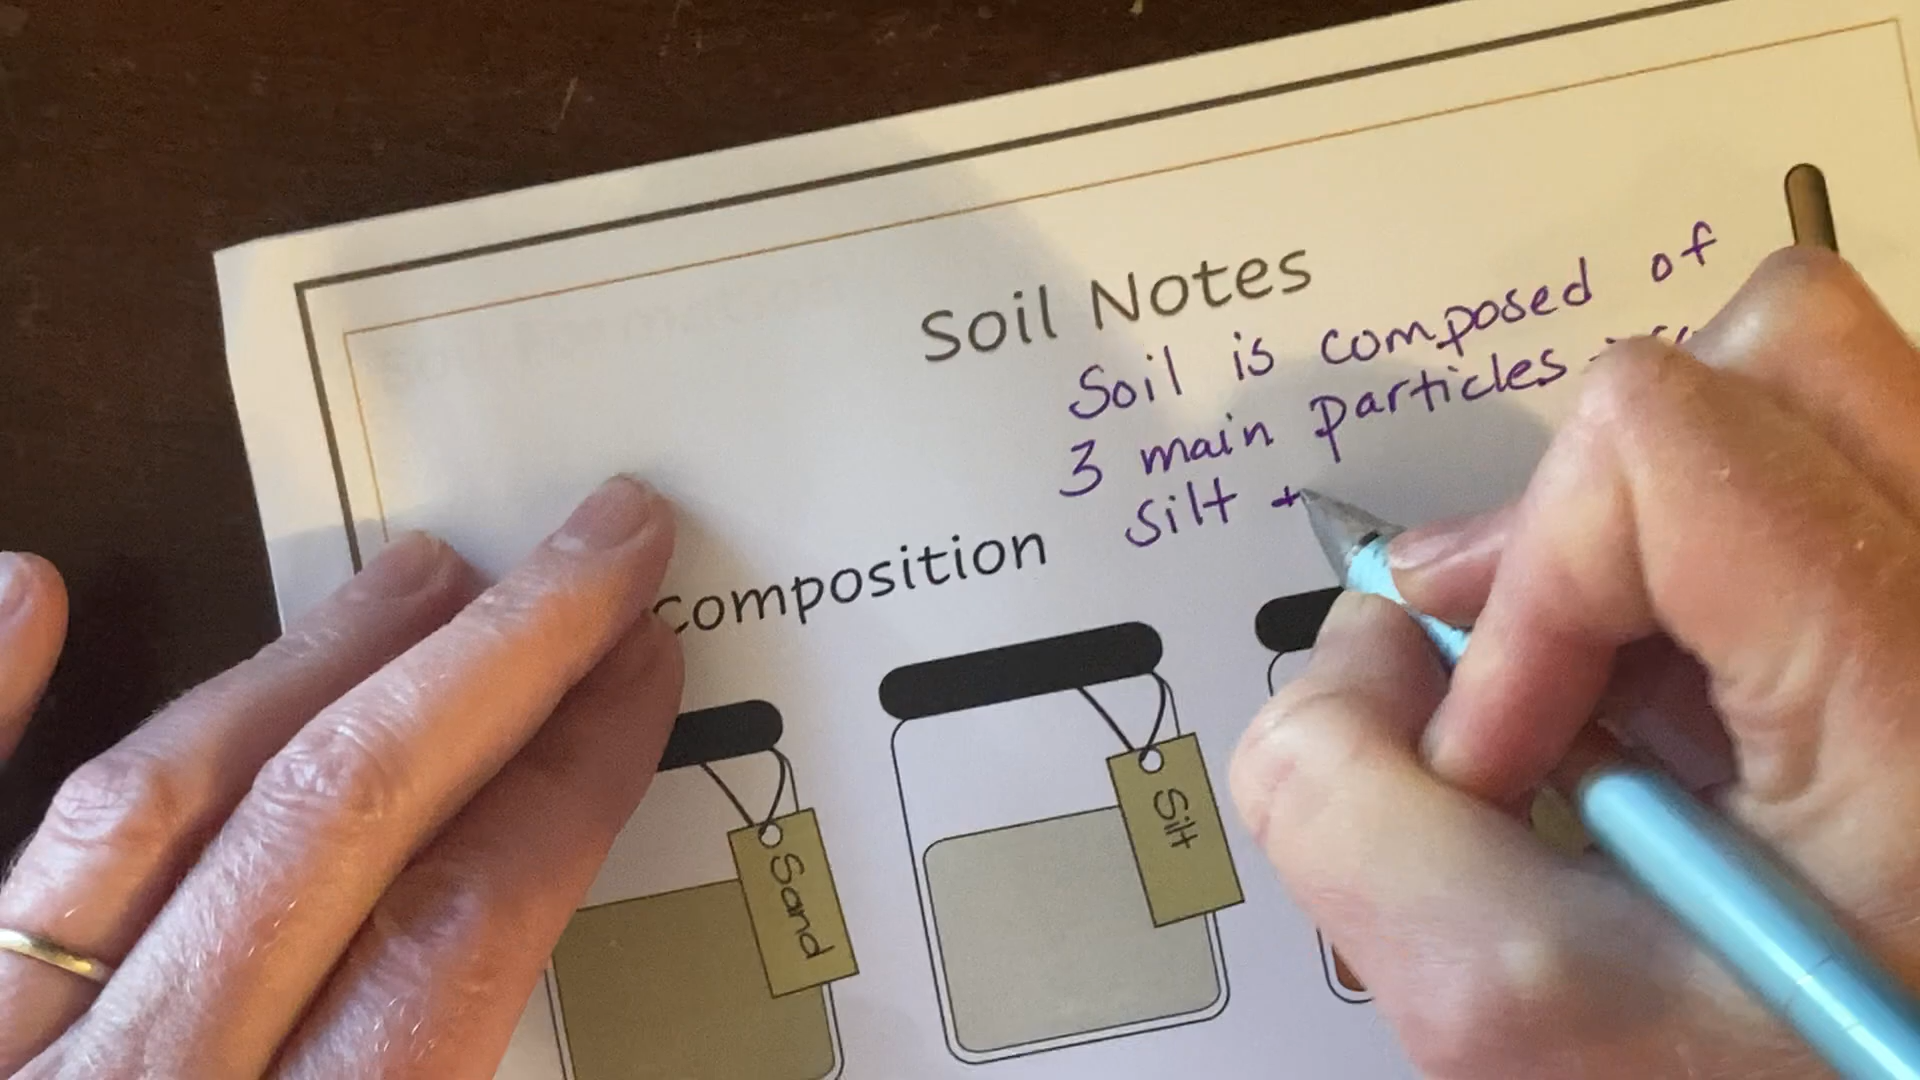 Soil Notes
Soil is composed of
3 main particles
silt +
composition
Sand
Silt